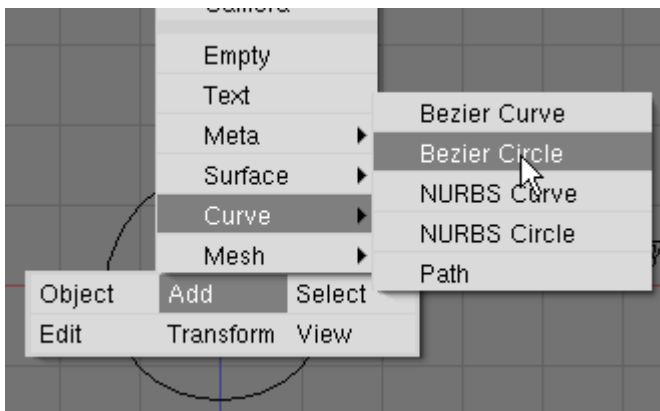 Camera
Empty
Text
Meta
Surface
Curve
Mesh
Bezier Curve
Bezier Circle
NURBS Curve
NURBS Circle
Path
Object Add Select
Edit Transform View